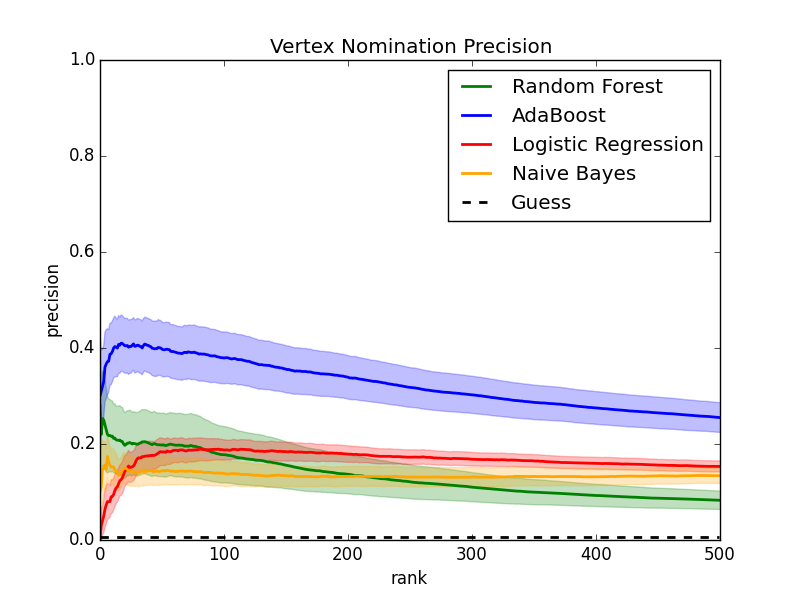 Vertex Nomination Precision
1.0
0.8
0.6
0.4
0.2
0.0
precision
Random Forest
AdaBoost
Logistic Regression
Naive Bayes
Guess
0 100 200 300 400 500
rank